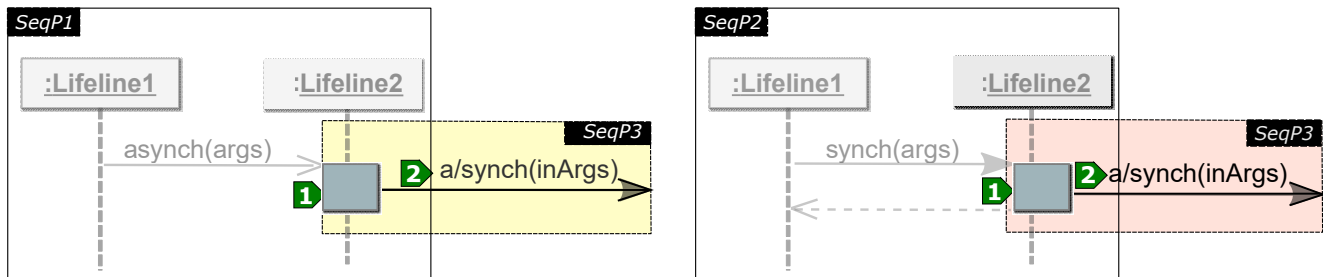 SeqP1
:Lifeline1
:Lifeline2
SeqP3
asynch(args)
2
a/synch(inArgs)
1
SeqP2
:Lifeline1
:Lifeline2
SeqP3
synch(args)
2
a/synch(inArgs)
1